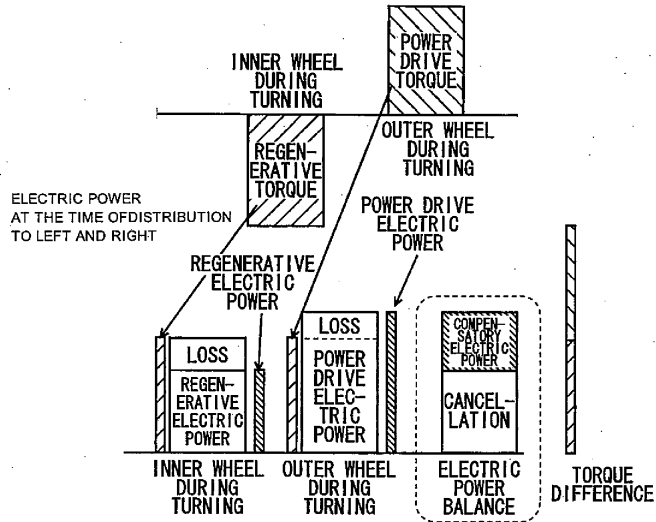 POWER
DRIVE
TORQUE
INNER WHEEL
DURING
TURNING
OUTER WHEEL
DURING
TURNING
REGEN-
ERATIVE
TORQUE
ELECTRIC POWER
AT THE TIME OFDISTRIBUTION
TO LEFT AND RIGHT
POWER DRIVE
ELECTRIC
POWER
REGENERATIVE
ELECTRIC
POWER
LOSS
REGEN-
ERATIVE
ELECTRIC
POWER
LOSS
POWER
DRIVE
ELEC-
TRIC
POWER
COMPEN-
SATORY
ELECTRIC
POWER
CANCEL-
LATION
INNER WHEEL
DURING
TURNING
OUTER WHEEL
DURING
TURNING
ELECTRIC
POWER
BALANCE
TORQUE
DIFFERENCE